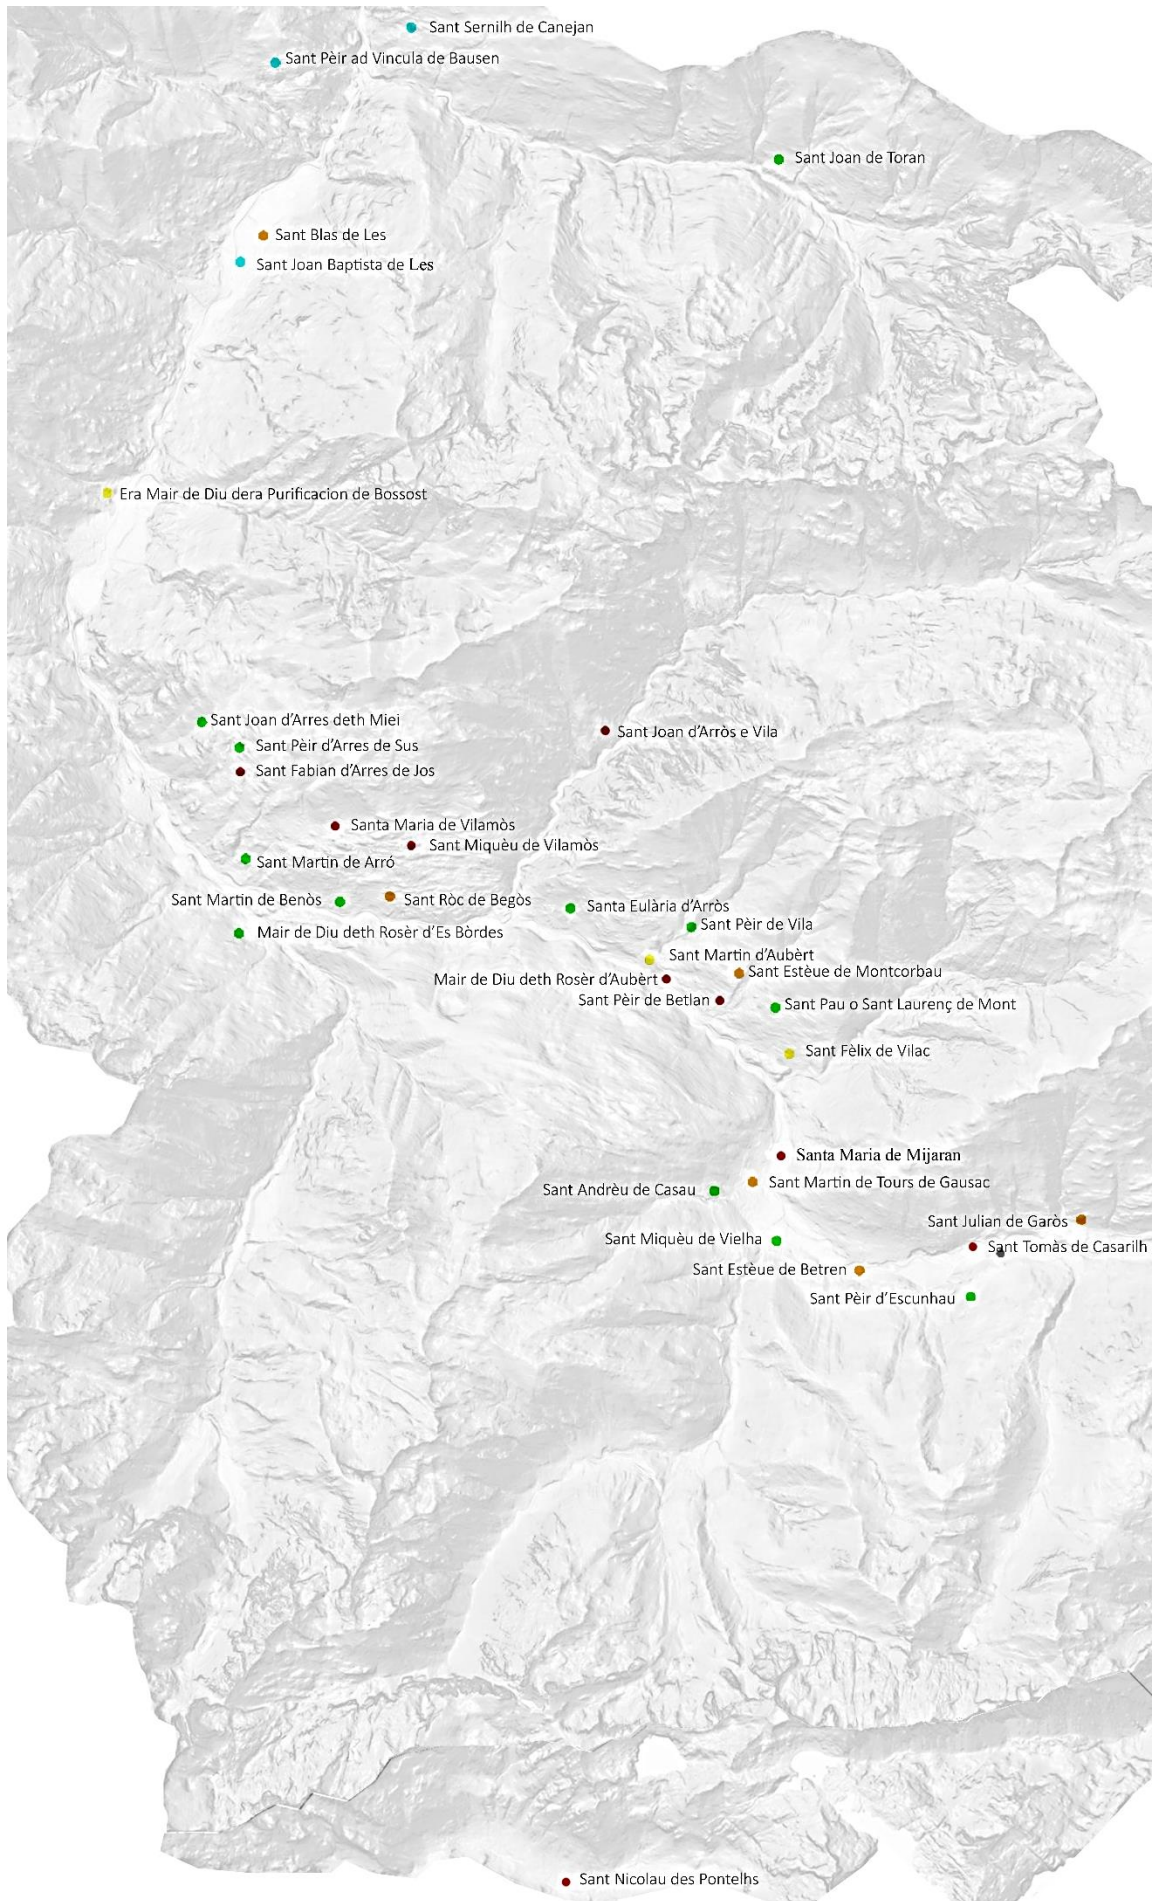 Sant Sernilh de Canejan
Sant Pèir ad Vincula de Bausen
Sant Joan de Toran
Sant Blas de Les
Sant Joan Baptista de Les
Era Mair de Diu dera Purificacion de Bossost
Sant Joan d'Arres deth Miei
Sant Joan d'Arròs e Vila
Sant Pèir d'Arres de Sus
Sant Fabian d'Arres de Jos
Santa Maria de Vilamòs
Sant Miquèu de Vilamòs
Sant Martin de Arró
Sant Martin de Benòs
Sant Ròc de Begòs
Santa Eulària d'Arròs
Sant Pèir de Vila
Mair de Diu deth Rosèr d'Es Bòrdes
Sant Martin d'Aubèrt
Sant Estèue de Montcorbau
Mair de Diu deth Rosèr d'Aubèrt
Sant Pèir de Betlan
Sant Pau o Sant Laurenç de Mont
Sant Fèlix de Vilac
Santa Maria de Mijaran
Sant Martin de Tours de Gausac
Sant Andrèu de Casau
Sant Julian de Garòs
Sant Miquèu de Vielha
Sant Tomàs de Casarilh
Sant Estèue de Betren
Sant Pèir d'Escunhau
Sant Nicolau des Pontelhs